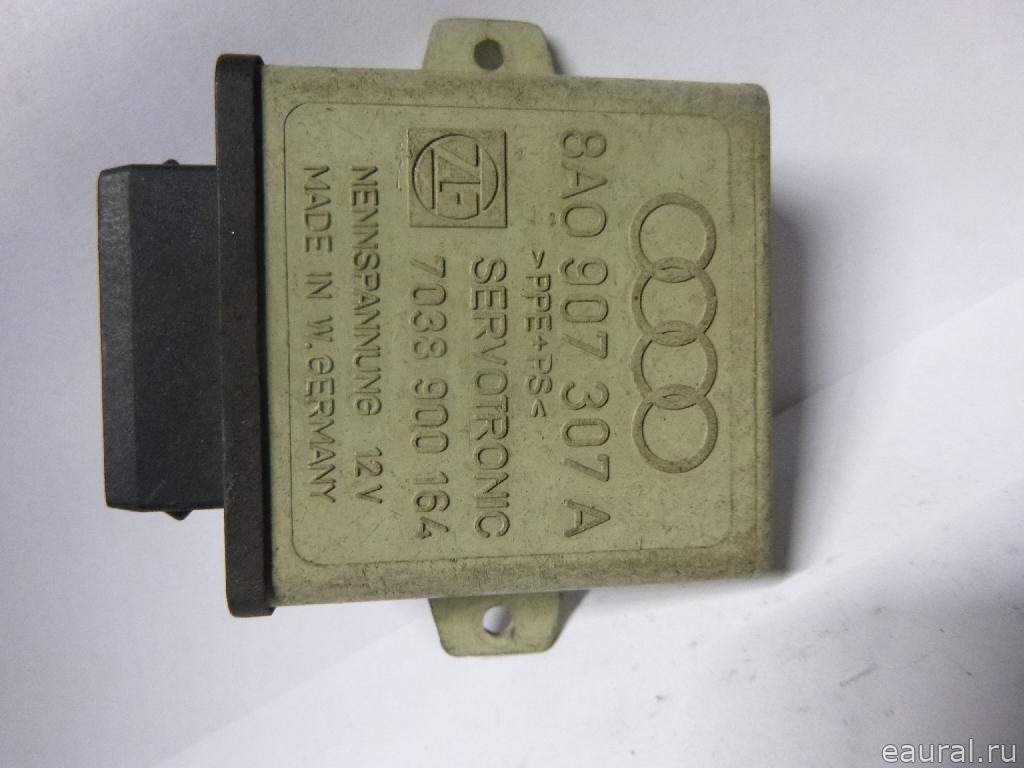 8A0 907 307 A
>PPE+PS<
SERVOTRONIC
ZF
7038 900 164
NENNSPANNUNG 12V
MADE IN W. GERMANY
eaural.ru